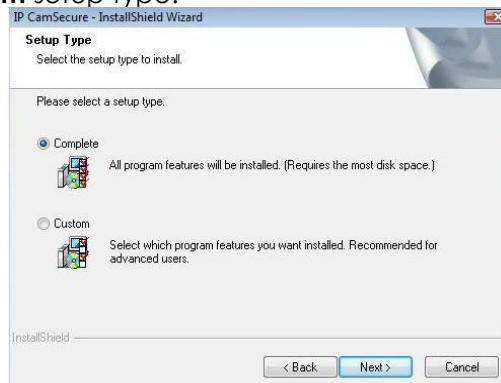 setup type.
IP CamSecure - InstallShield Wizard
Setup Type
Select the setup type to install.
Please select a setup type.
Complete
All program features will be installed. (Requires the most disk space.)
Custom
Select which program features you want installed. Recommended for
advanced users.
InstallShield
< Back
Next >
Cancel